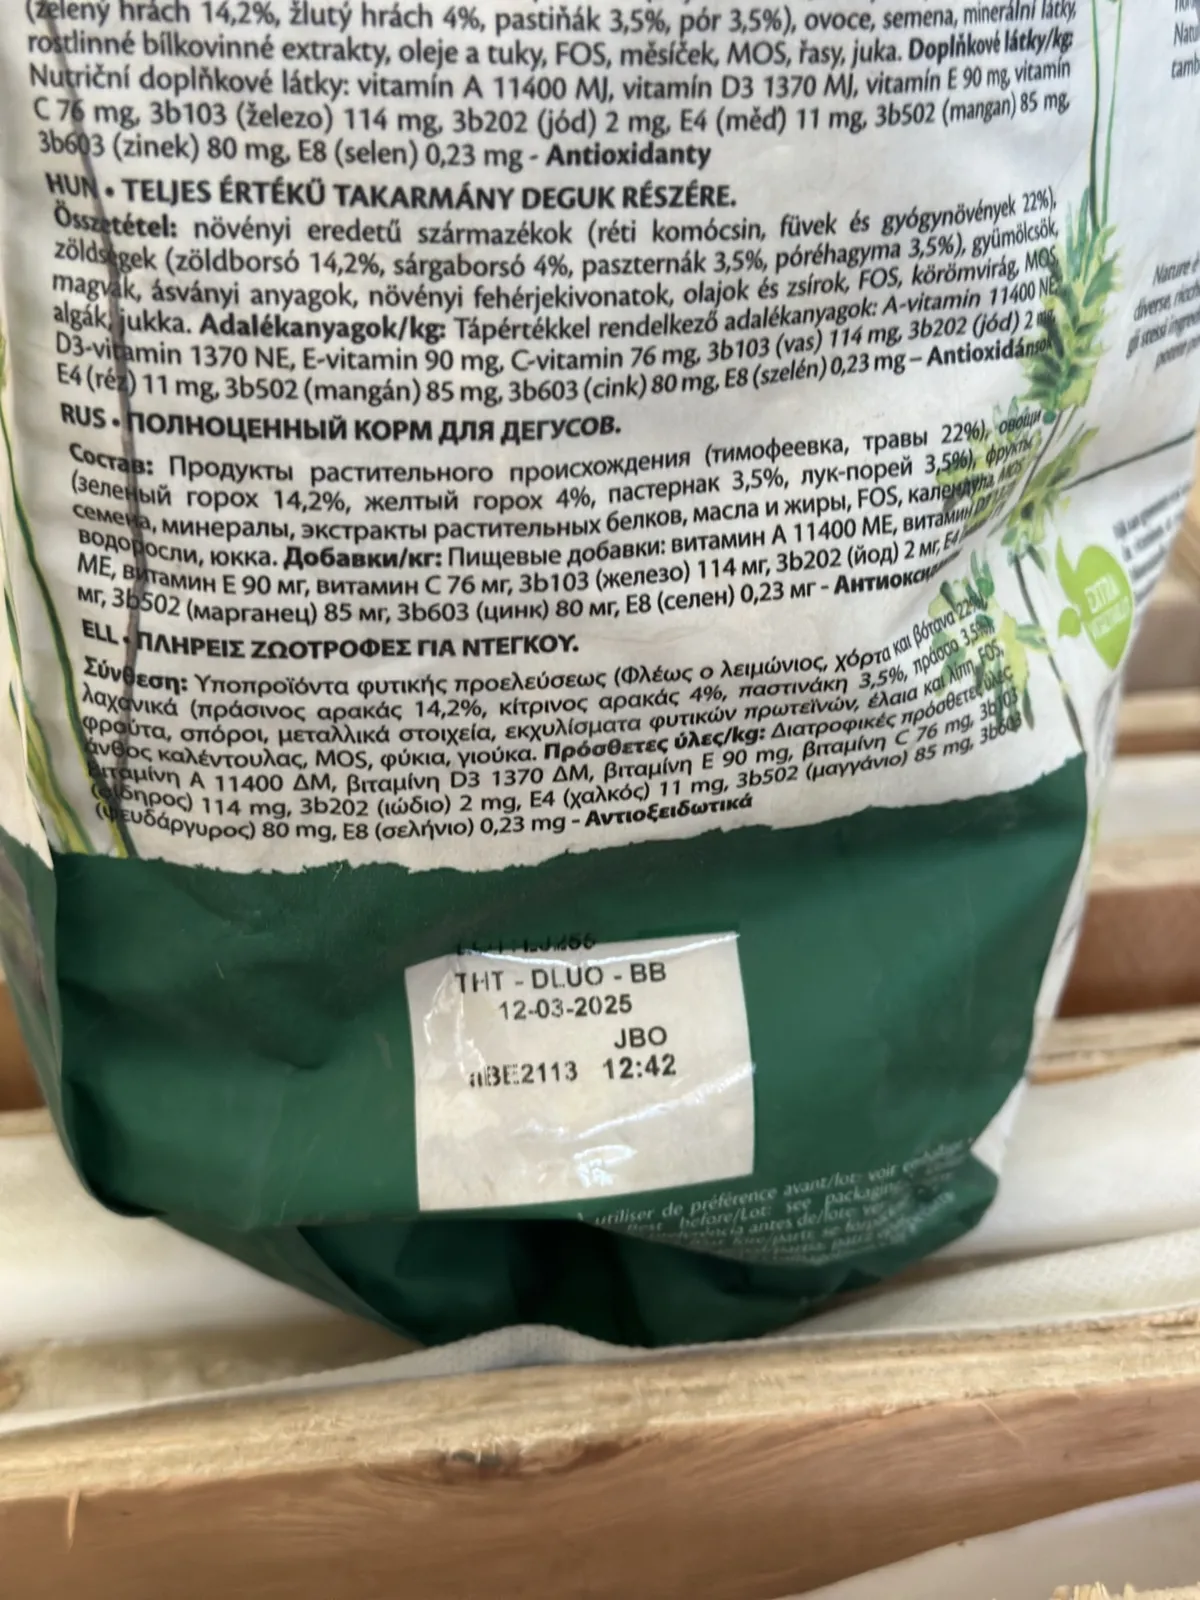 (zelený hrách 14,2%, žlutý hrách 4%, pastiňák 3,5%, pór 3,5%), ovoce, semena, minerální látky,
rostlinné bílkovinné extrakty, oleje a tuky, FOS, měsíček, MOS, řasy, juka. Doplňkové látky/kg:
Nutriční doplňkové látky: vitamín A 11400 MJ, vitamín D3 1370 MJ, vitamín E 90 mg, vitamín
C 76 mg, 3b103 (železo) 114 mg, 3b202 (jód) 2 mg, E4 (měď) 11 mg, 3b502 (mangan) 85 mg,
3b603 (zinek) 80 mg, E8 (selen) 0,23 mg - Antioxidanty
HUN • TELJES ÉRTÉKŰ TAKARMÁNY DEGUK RÉSZÉRE.
Összetétel: növényi eredetű származékok (réti komócsin, füvek és gyógynövények 22%),
zöldségek (zöldborsó 14,2%, sárgaborsó 4%, paszternák 3,5%, póréhagyma 3,5%), gyümölcsök,
magvak, ásványi anyagok, növényi fehérjekivonatok, olajok és zsírok, FOS, körömvirág, MOS,
algák, jukka. Adalékanyagok/kg: Tápértékkel rendelkező adalékanyagok: A-vitamin 11400 NE,
D3-vitamin 1370 NE, E-vitamin 90 mg, C-vitamin 76 mg, 3b103 (vas) 114 mg, 3b202 (jód) 2 mg,
E4 (réz) 11 mg, 3b502 (mangán) 85 mg, 3b603 (cink) 80 mg, E8 (szelén) 0,23 mg – Antioxidánsok
RUS • ПОЛНОЦЕННЫЙ КОРМ ДЛЯ ДЕГУСОВ.
Состав: Продукты растительного происхождения (тимофеевка, травы 22%), овощи
(зеленый горох 14,2%, желтый горох 4%, пастернак 3,5%, лук-порей 3,5%), фрукты
семена, минералы, экстракты растительных белков, масла и жиры, FOS, календула, MOS
водоросли, юкка. Добавки/кг: Пищевые добавки: витамин А 11400 МЕ, витамин
МЕ, витамин Е 90 мг, витамин С 76 мг, 3b103 (железо) 114 мг, 3b202 (йод) 2 мг, E4
мг, 3b502 (марганец) 85 мг, 3b603 (цинк) 80 мг, E8 (селен) 0,23 мг -
ELL • ΠΛΗΡΕΙΣ ΖΩΟΤΡΟΦΕΣ ΓΙΑ ΝΤΕΓΚΟΥ.
Σύνθεση: Υποπροϊόντα φυτικής προελεύσεως (Φλέως ο λειμώνιος, χόρτα και βότανα 22%),
λαχανικά (πράσινος αρακάς 14,2%, κίτρινος αρακάς 4%, παστινάκη 3,5%, πράσο 3,5%),
φρούτα, σπόροι, μεταλλικά στοιχεία, εκχυλίσματα φυτικών πρωτεϊνών, έλαια και λίπη, FOS,
άνθος καλέντουλας, MOS, φύκια, γιούκα. Πρόσθετες ύλες/kg: Διατροφικές πρόσθετες ύλες
βιταμίνη Α 11400 ΔΜ, βιταμίνη D3 1370 ΔΜ, βιταμίνη E 90 mg, βιταμίνη C 76 mg, 3b103
(σίδηρος) 114 mg, 3b202 (ιώδιο) 2 mg, E4 (χαλκός) 11 mg, 3b502 (μαγγάνιο) 85 mg, 3b603
(ψευδάργυρος) 80 mg, E8 (σελήνιο) 0,23 mg - Αντιοξειδωτικά
EXTRA
THT - DLUO - BB
12-03-2025
JBO
BE2113 12:42
utiliser de préférence avant/lot: voir
before/Lot: see packaging
antes de/lote: